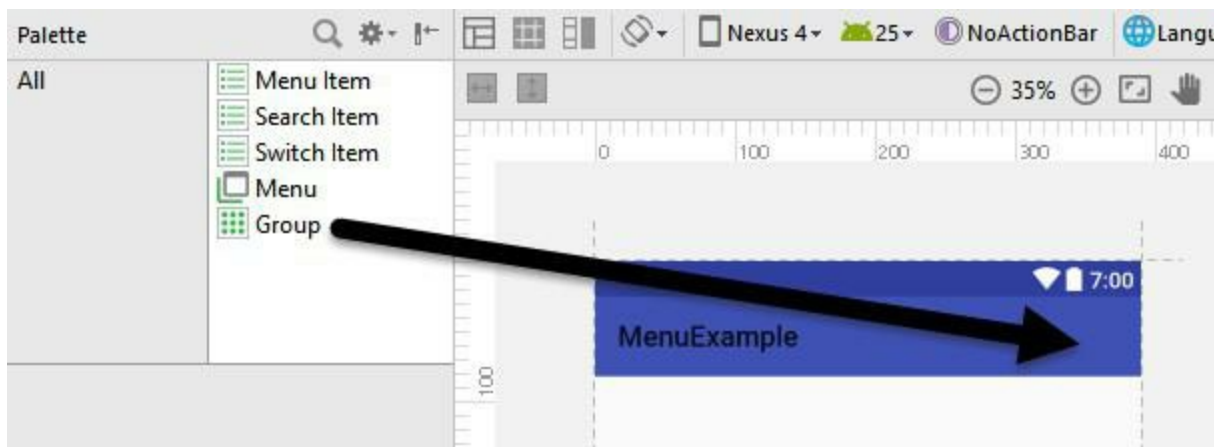 Palette
Nexus 4
25
NoActionBar
Langu
All
Menu Item
Search Item
Switch Item
Menu
Group
35%
0
100
200
300
400
7:00
MenuExample
100